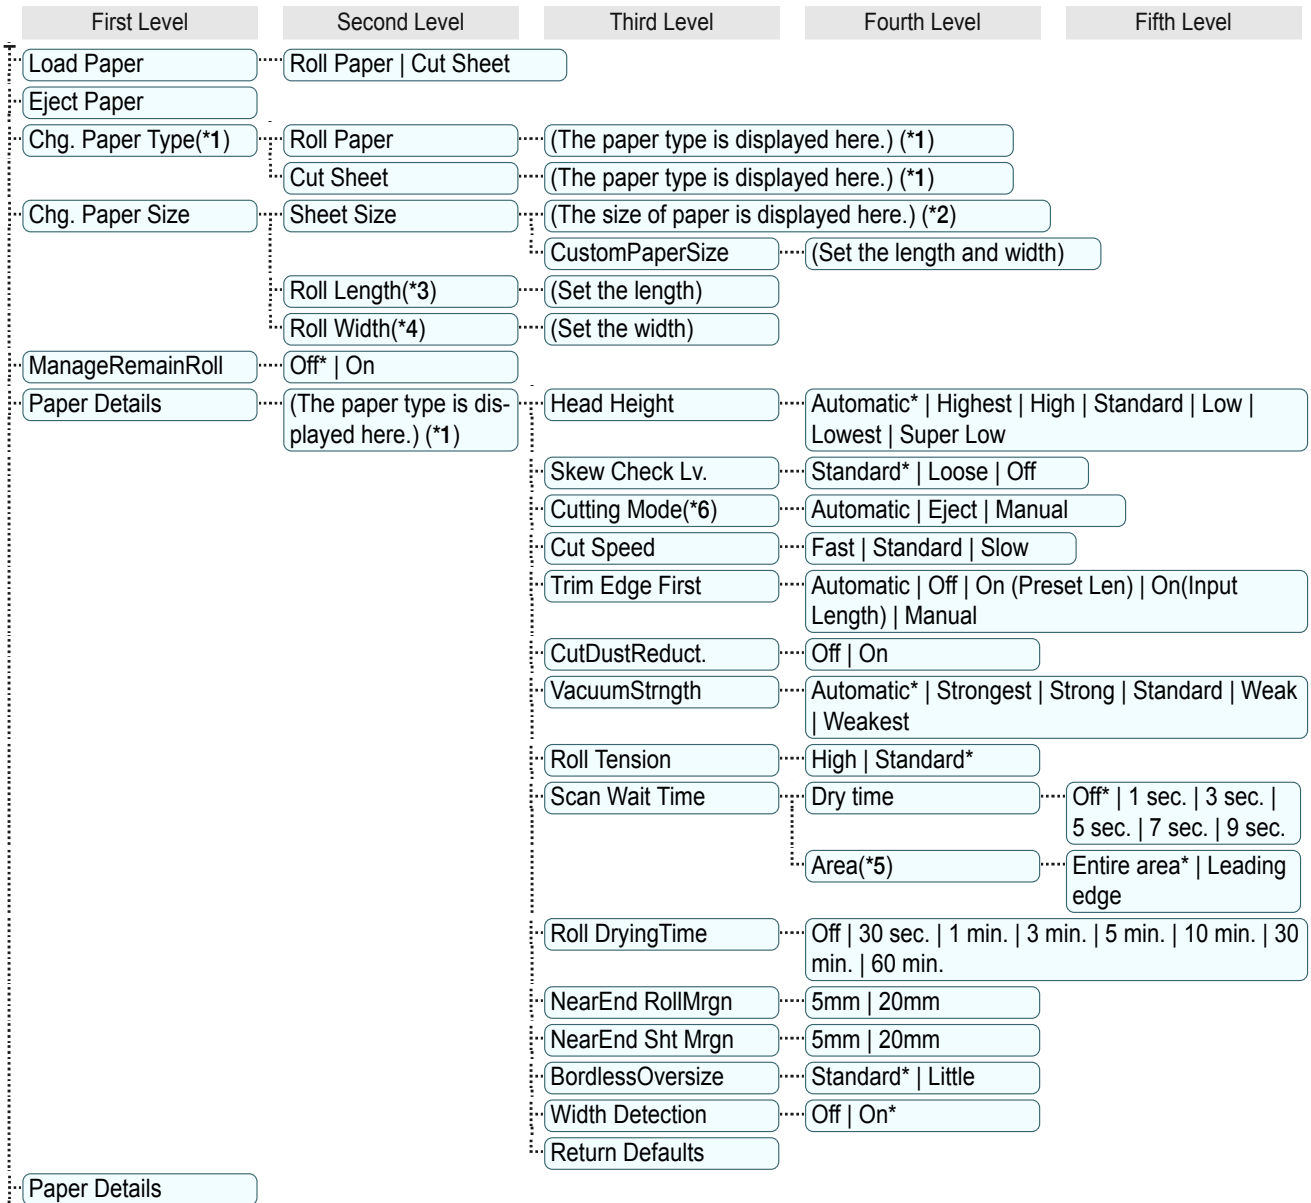 First Level Second Level Third Level Fourth Level Fifth Level
Load Paper Roll Paper | Cut Sheet
Eject Paper
Chg. Paper Type(*1) Roll Paper (The paper type is displayed here.) (*1)
Cut Sheet (The paper type is displayed here.) (*1)
Chg. Paper Size Sheet Size (The size of paper is displayed here.) (*2)
CustomPaperSize (Set the length and width)
Roll Length(*3) (Set the length)
Roll Width(*4) (Set the width)
ManageRemainRoll Off* | On
Paper Details (The paper type is dis-
played here.) (*1)
Head Height Automatic* | Highest | High | Standard | Low |
Lowest | Super Low
Skew Check Lv. Standard* | Loose | Off
Cutting Mode(*6) Automatic | Eject | Manual
Cut Speed Fast | Standard | Slow
Trim Edge First Automatic | Off | On (Preset Len) | On(Input
Length) | Manual
CutDustReduct. Off | On
VacuumStrngth Automatic* | Strongest | Strong | Standard | Weak
| Weakest
Roll Tension High | Standard*
Scan Wait Time Dry time Off* | 1 sec. | 3 sec. |
5 sec. | 7 sec. | 9 sec.
Area(*5) Entire area* | Leading
edge
Roll DryingTime Off | 30 sec. | 1 min. | 3 min. | 5 min. | 10 min. | 30
min. | 60 min.
NearEnd RollMrgn 5mm | 20mm
NearEnd Sht Mrgn 5mm | 20mm
BordlessOversize Standard* | Little
Width Detection Off | On*
Return Defaults
Paper Details